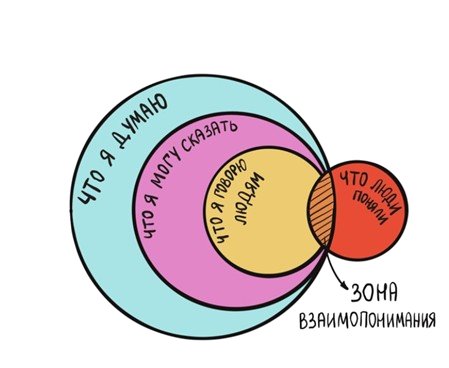 ЧТО Я ДУМАЮ
ЧТО Я МОГУ СКАЗАТЬ
ЧТО Я ГОВОРЮ
ЛЮДЯМ
ЧТО ЛЮДИ
ПОНЯЛИ
ЗОНА
ВЗАИМОПОНИМАНИЯ